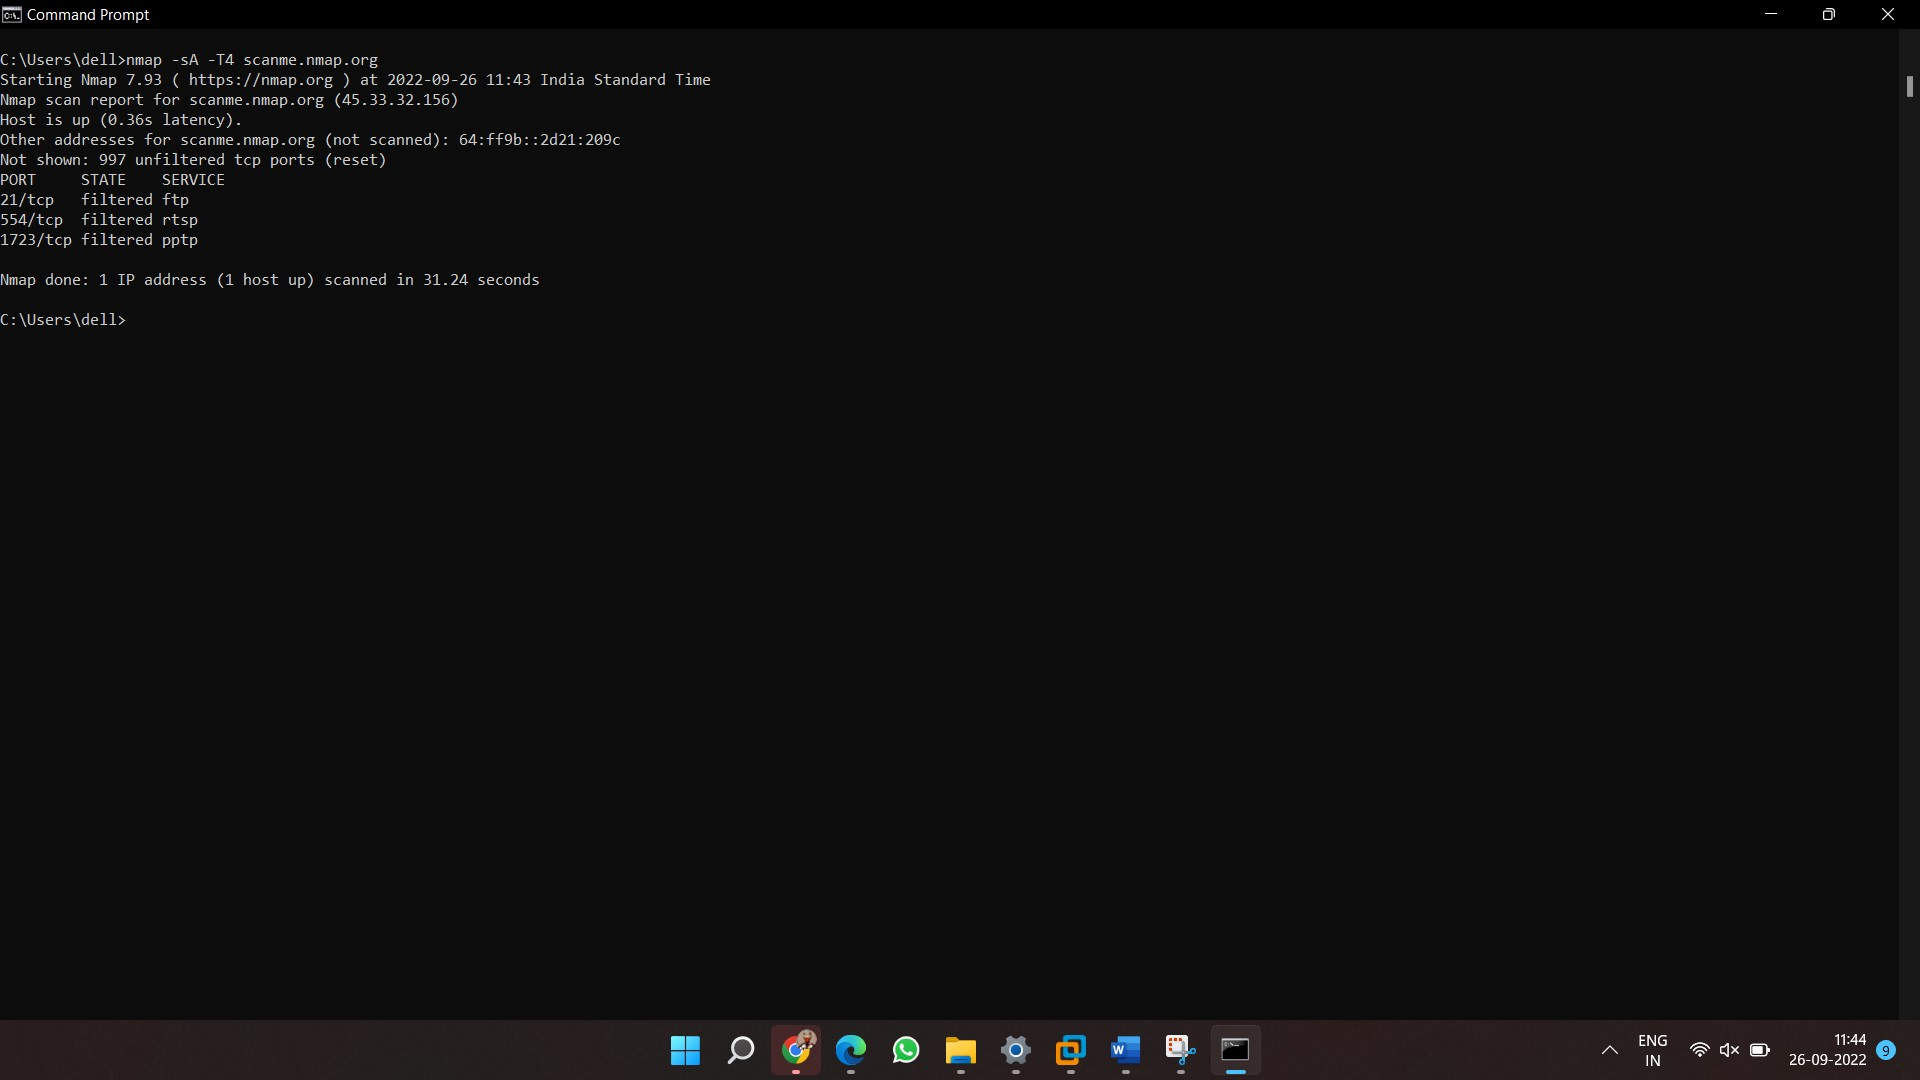 Command Prompt
C:\Users\dell>nmap -sA -T4 scanme.nmap.org
Starting Nmap 7.93 ( https://nmap.org ) at 2022-09-26 11:43 India Standard Time
Nmap scan report for scanme.nmap.org (45.33.32.156)
Host is up (0.36s latency).
Other addresses for scanme.nmap.org (not scanned): 64:ff9b::2d21:209c
Not shown: 997 unfiltered tcp ports (reset)
PORT     STATE    SERVICE
21/tcp   filtered ftp
554/tcp  filtered rtsp
1723/tcp filtered pptp
Nmap done: 1 IP address (1 host up) scanned in 31.24 seconds
C:\Users\dell>
ENG
IN
11:44
26-09-2022
9